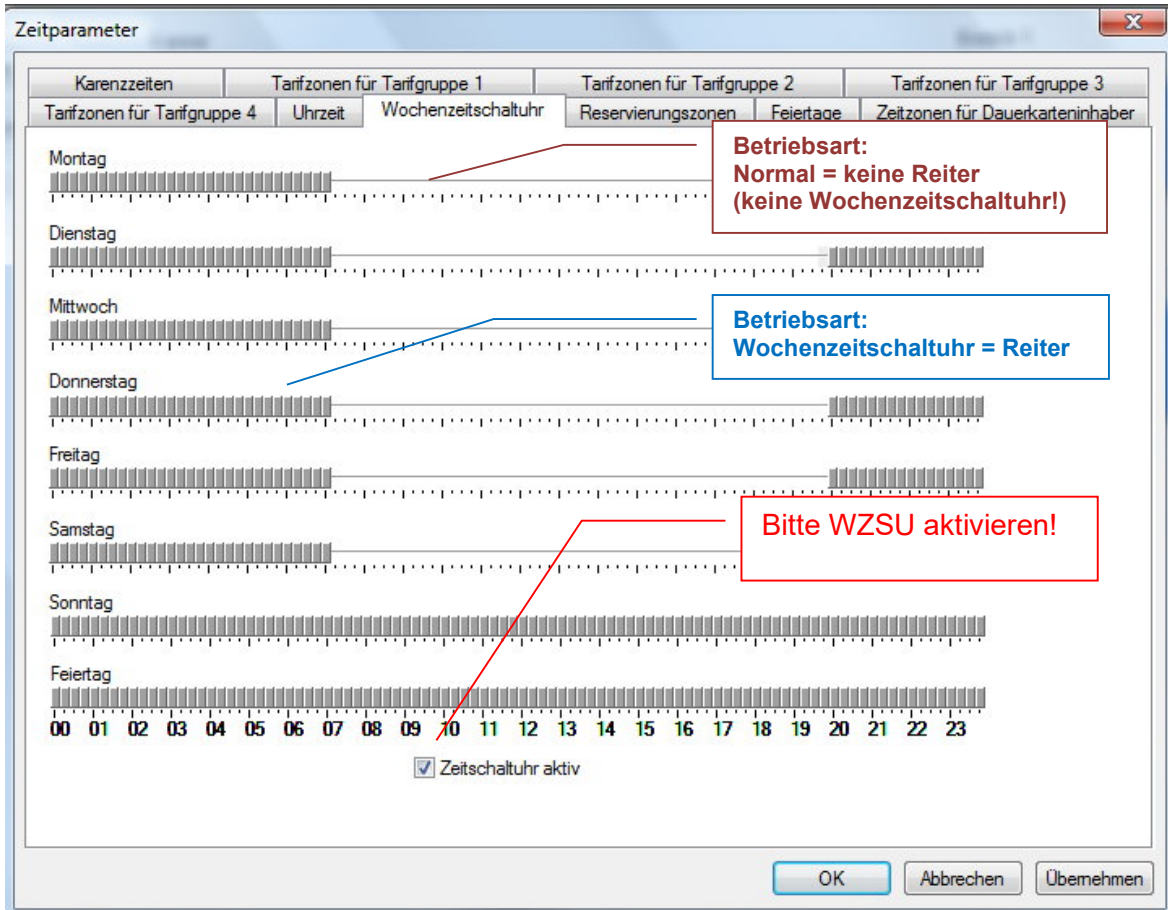 Zeitparameter
Karenzzeiten
Tarifzonen für Tarifgruppe 1
Tarifzonen für Tarifgruppe 2
Tarifzonen für Tarifgruppe 3
Tarifzonen für Tarifgruppe 4
Uhrzeit
Wochenzeitschaltuhr
Reservierungszonen
Feiertage
Zeitzonen für Dauerkarteninhaber
Montag
Betriebsart:
Normal = keine Reiter
(keine Wochenzeitschaltuhr!)
Dienstag
Mittwoch
Betriebsart:
Wochenzeitschaltuhr = Reiter
Donnerstag
Freitag
Samstag
Bitte WZSU aktivieren!
Sonntag
Feiertag
00 01 02 03 04 05 06 07 08 09 10 11 12 13 14 15 16 17 18 19 20 21 22 23
Zeitschaltuhr aktiv
OK
Abbrechen
Übernehmen